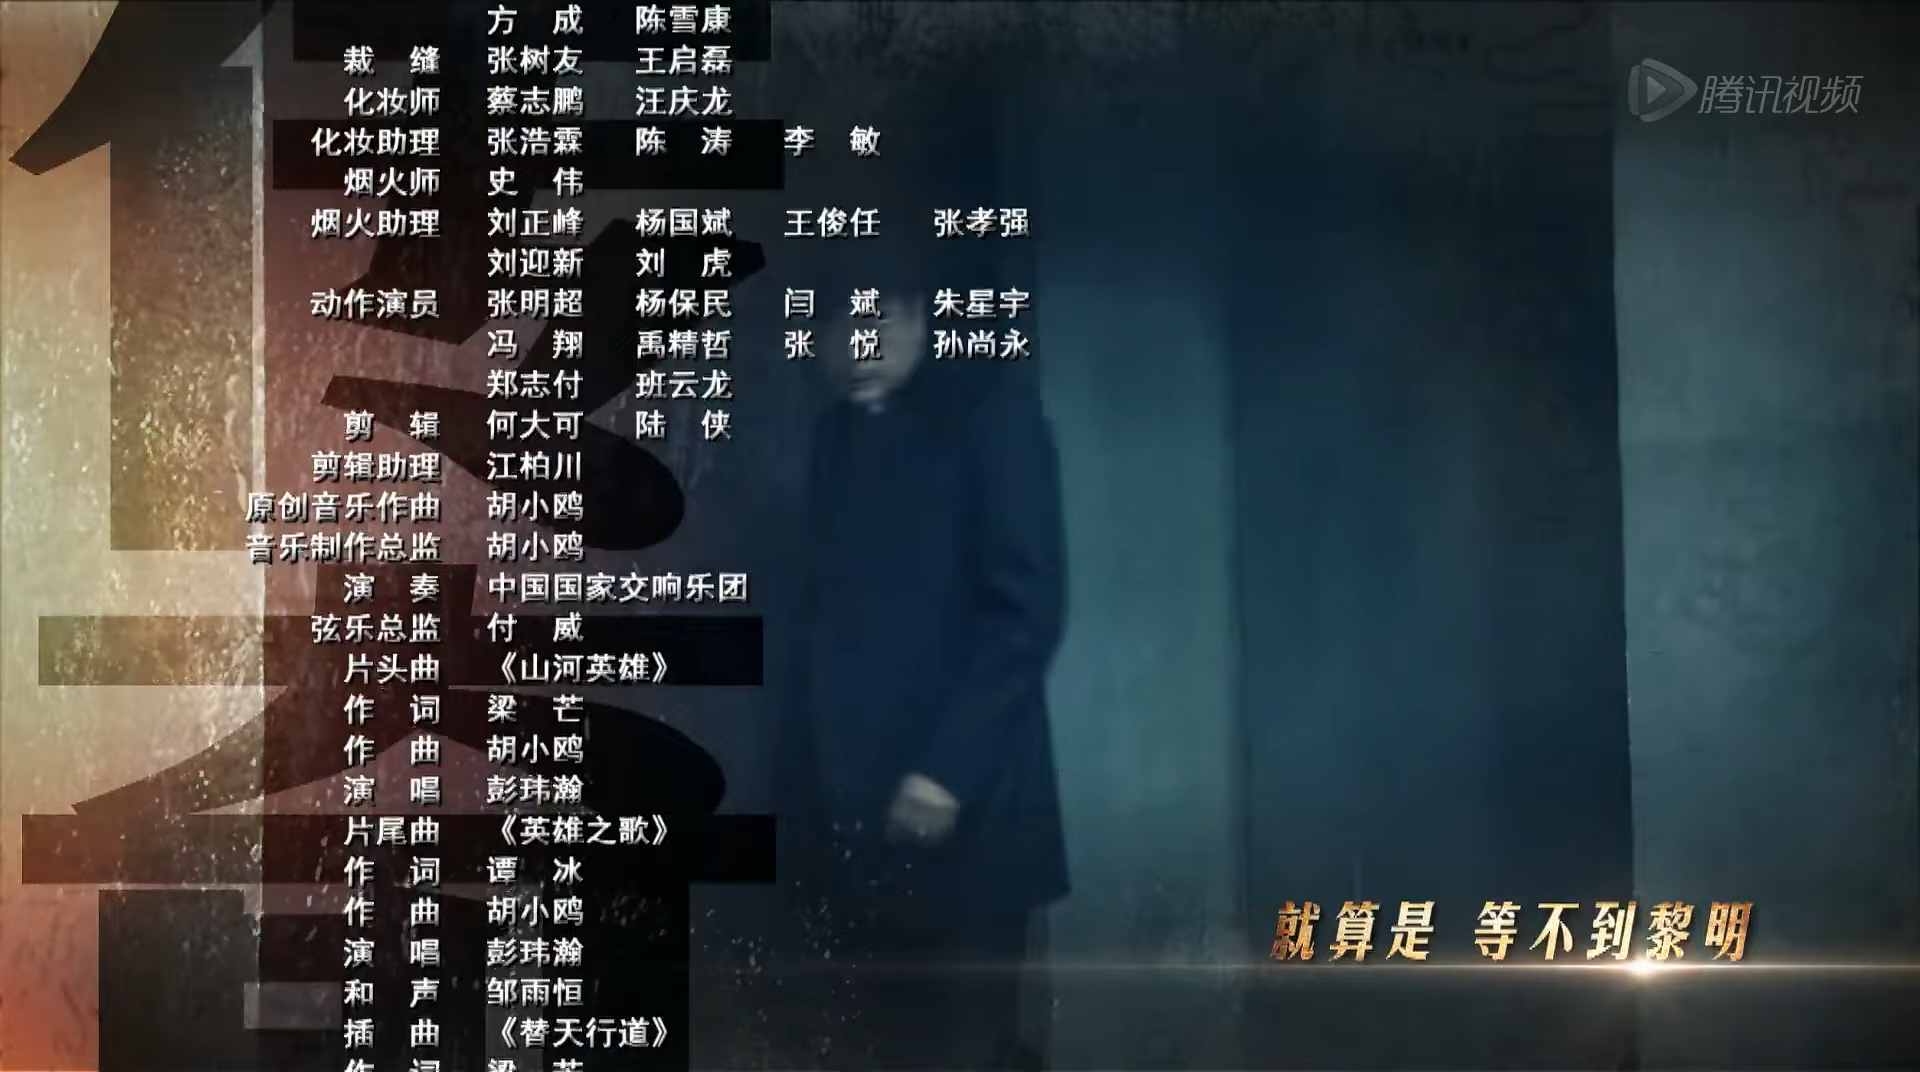 方 成 陈雪康
裁 缝 张树友 王启磊
腾讯视频
化妆师 蔡志鹏 汪庆龙
化妆助理 张浩霖 陈 涛 李 敏
烟火师 史 伟
烟火助理 刘正峰 杨国斌 王俊任 张孝强
刘迎新 刘 虎
动作演员 张明超 杨保民 闫 斌 朱星宇
冯 翔 禹精哲 张 悦 孙尚永
郑志付 班云龙
剪 辑 何大可 陆 侠
剪辑助理 江柏川
原创音乐作曲 胡小鸥
音乐制作总监 胡小鸥
演 奏 中国国家交响乐团
弦乐总监 付 威
片头曲 《山河英雄》
作 词 梁 芒
作 曲 胡小鸥
演 唱 彭玮瀚
片尾曲 《英雄之歌》
作 词 谭 冰
作 曲 胡小鸥
演 唱 彭玮瀚
和 声 邹雨恒
插 曲 《替天行道》
作 词 梁 芒
就算是 等不到黎明